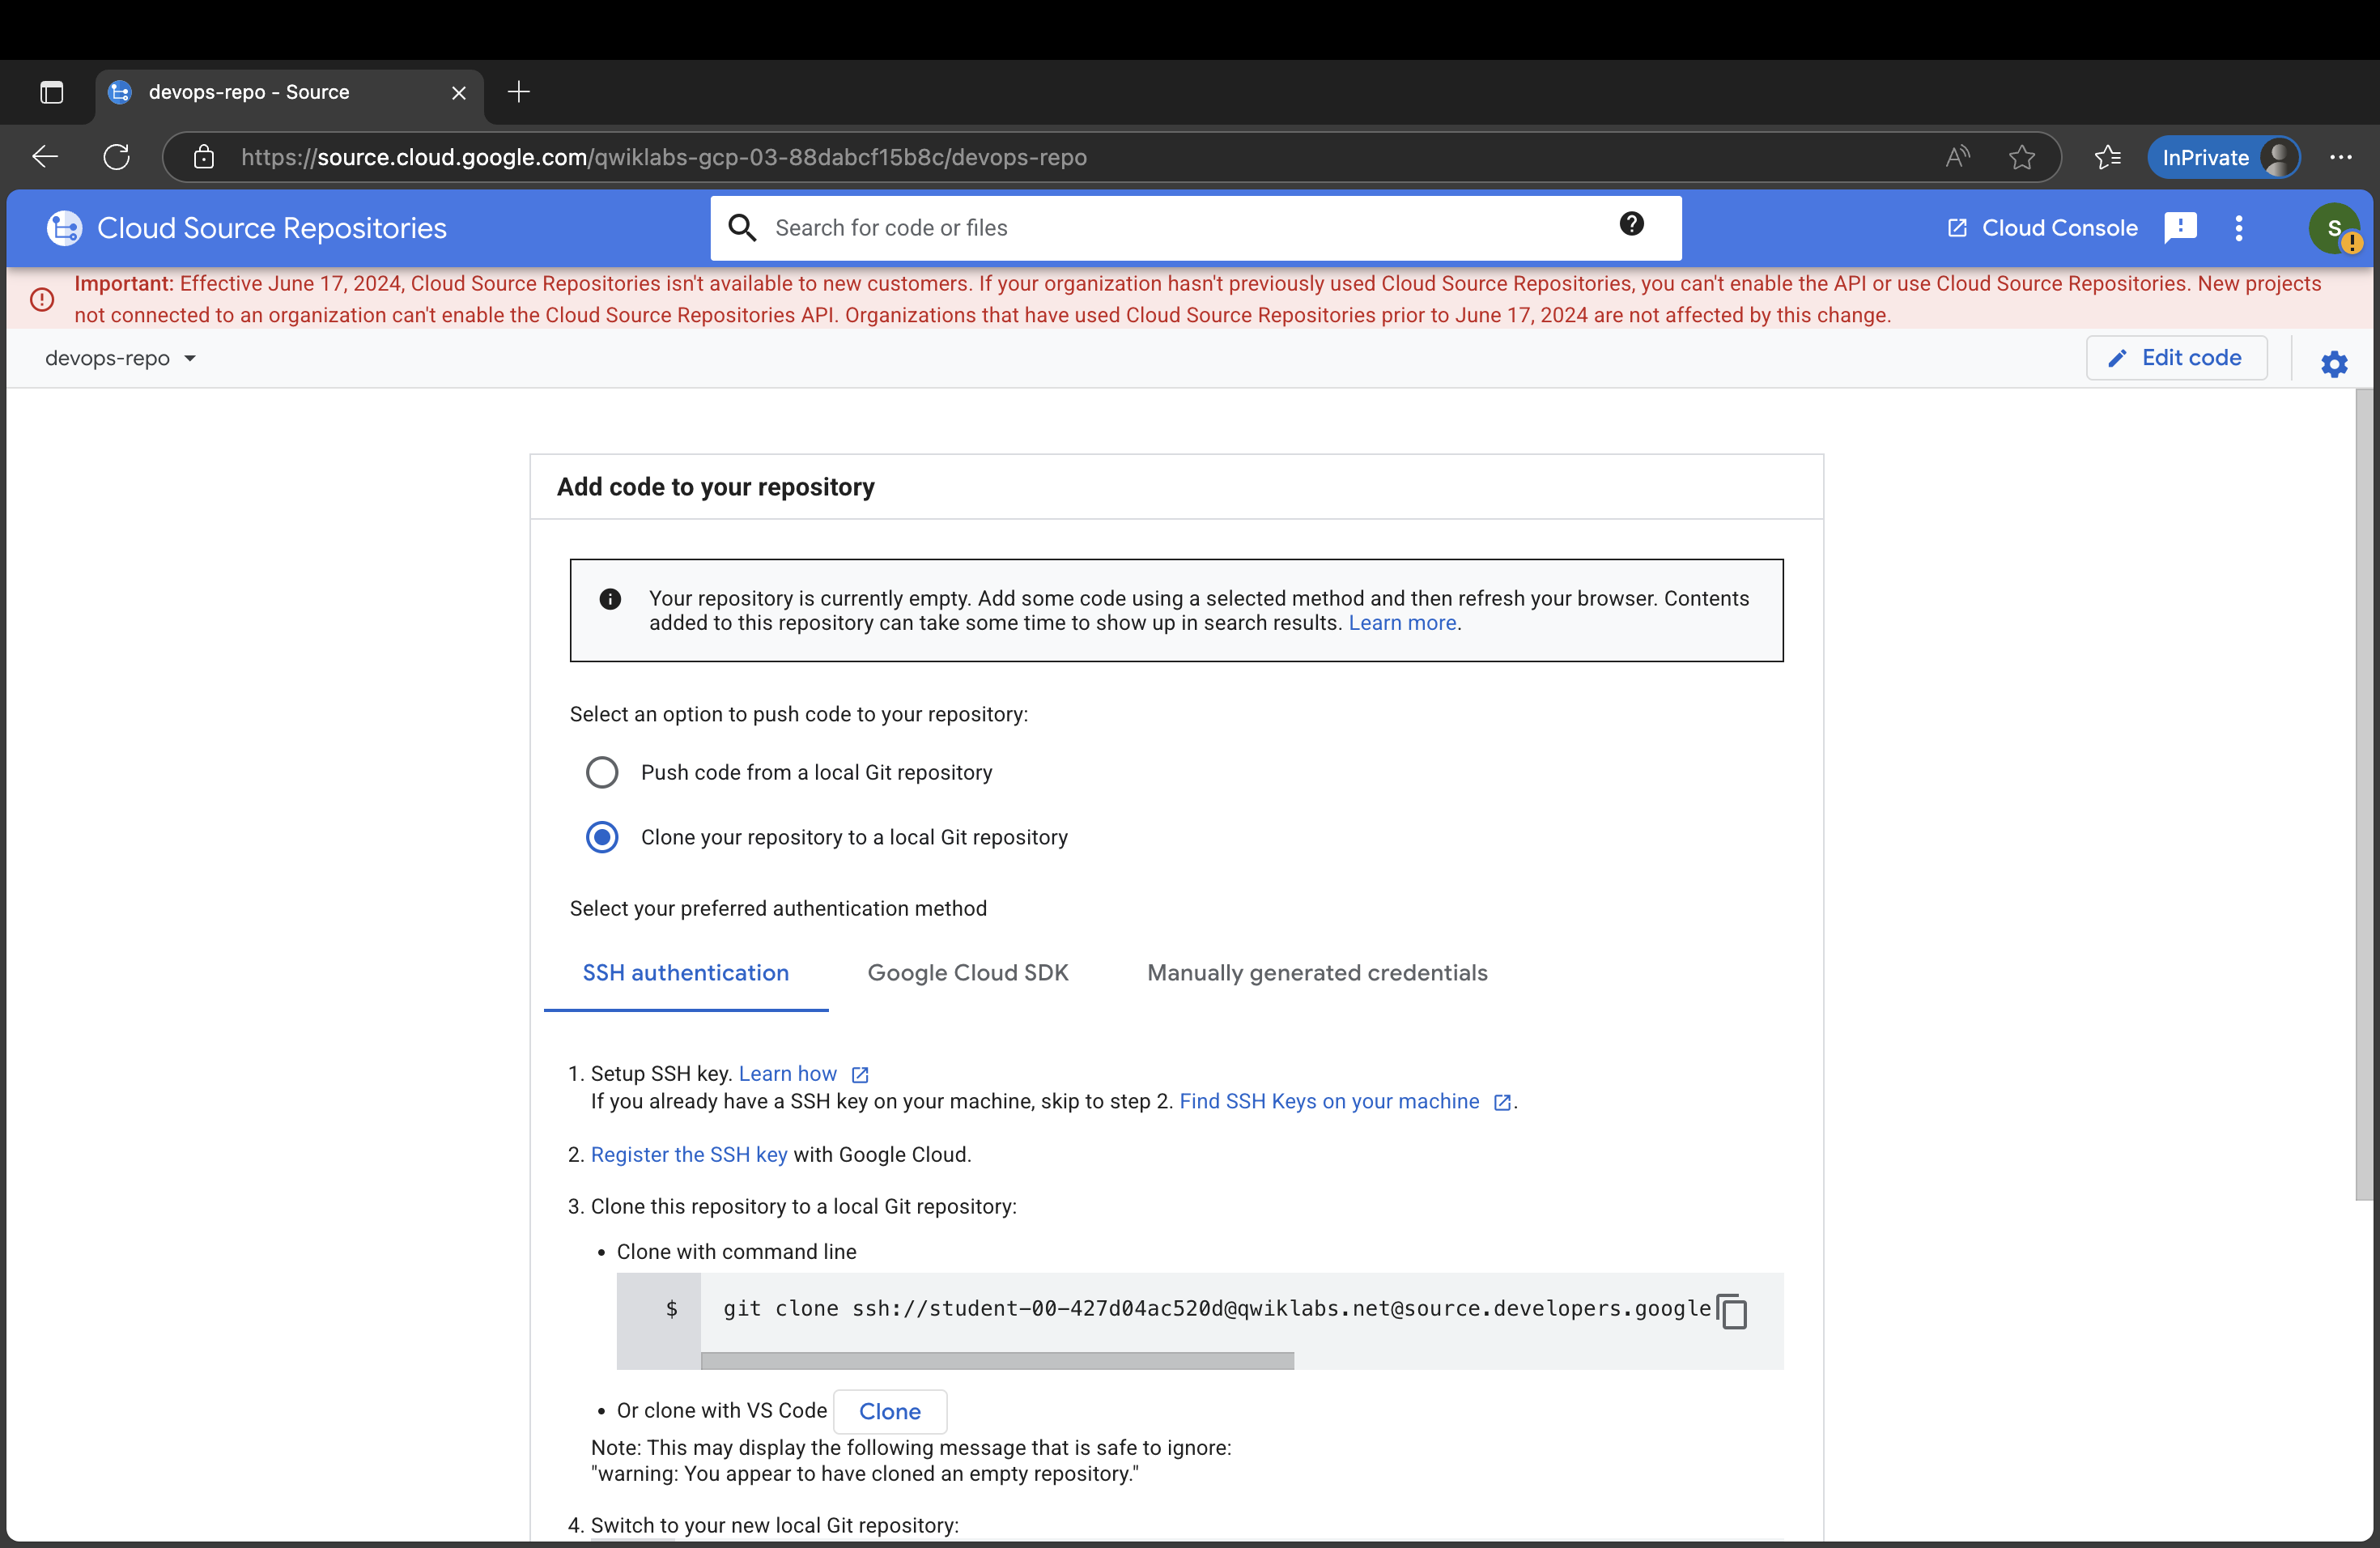 devops-repo - Source
https://source.cloud.google.com/qwiklabs-gcp-03-88dabcf15b8c/devops-repo
InPrivate
Cloud Source Repositories
Search for code or files
Cloud Console
S
Important: Effective June 17, 2024, Cloud Source Repositories isn't available to new customers. If your organization hasn't previously used Cloud Source Repositories, you can't enable the API or use Cloud Source Repositories. New projects
not connected to an organization can't enable the Cloud Source Repositories API. Organizations that have used Cloud Source Repositories prior to June 17, 2024 are not affected by this change.
devops-repo
Edit code
Add code to your repository
Your repository is currently empty. Add some code using a selected method and then refresh your browser. Contents
added to this repository can take some time to show up in search results. Learn more.
Select an option to push code to your repository:
Push code from a local Git repository
Clone your repository to a local Git repository
Select your preferred authentication method
SSH authentication
Google Cloud SDK
Manually generated credentials
1. Setup SSH key. Learn how
If you already have a SSH key on your machine, skip to step 2. Find SSH Keys on your machine.
2. Register the SSH key with Google Cloud.
3. Clone this repository to a local Git repository:
• Clone with command line
$ git clone ssh://student-00-427d04ac520d@qwiklabs.net@source.developers.google
• Or clone with VS Code Clone
Note: This may display the following message that is safe to ignore:
"warning: You appear to have cloned an empty repository."
4. Switch to your new local Git repository: